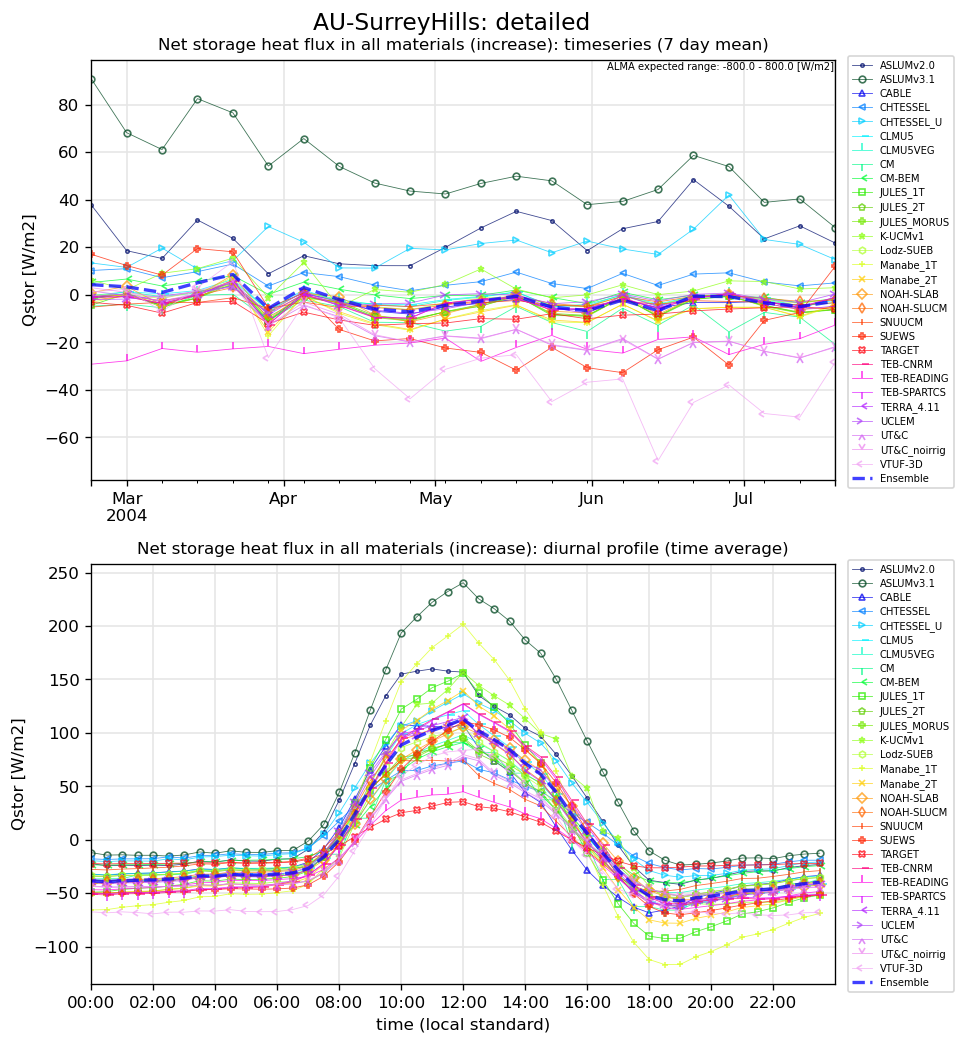 AU-SurreyHills: detailed
Net storage heat flux in all materials (increase): timeseries (7 day mean)
ALMA expected range: -800.0 - 800.0 [W/m2]
Qstor [W/m2]
80
60
40
20
0
−20
−40
−60
Mar
2004
Apr
May
Jun
Jul
ASLUMv2.0
ASLUMv3.1
CABLE
CHTESSEL
CHTESSEL_U
CLMU5
CLMU5VEG
CM
CM-BEM
JULES_1T
JULES_2T
JULES_MORUS
K-UCMv1
Lodz-SUEB
Manabe_1T
Manabe_2T
NOAH-SLAB
NOAH-SLUCM
SNUUCM
SUEWS
TARGET
TEB-CNRM
TEB-READING
TEB-SPARTCS
TERRA_4.11
UCLEM
UT&C
UT&C_noirrig
VTUF-3D
Ensemble
Net storage heat flux in all materials (increase): diurnal profile (time average)
Qstor [W/m2]
250
200
150
100
50
0
−50
−100
00:00 02:00 04:00 06:00 08:00 10:00 12:00 14:00 16:00 18:00 20:00 22:00
time (local standard)
ASLUMv2.0
ASLUMv3.1
CABLE
CHTESSEL
CHTESSEL_U
CLMU5
CLMU5VEG
CM
CM-BEM
JULES_1T
JULES_2T
JULES_MORUS
K-UCMv1
Lodz-SUEB
Manabe_1T
Manabe_2T
NOAH-SLAB
NOAH-SLUCM
SNUUCM
SUEWS
TARGET
TEB-CNRM
TEB-READING
TEB-SPARTCS
TERRA_4.11
UCLEM
UT&C
UT&C_noirrig
VTUF-3D
Ensemble